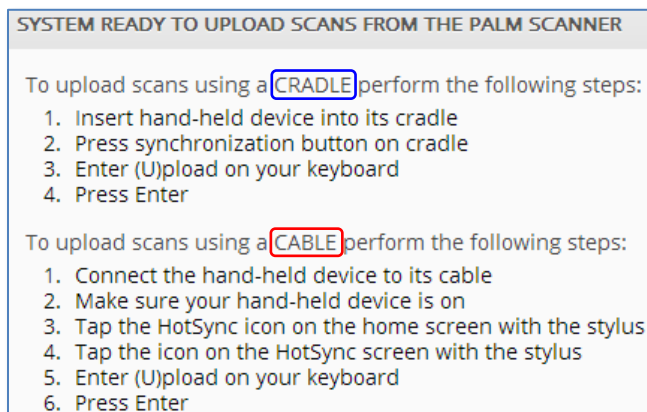 SYSTEM READY TO UPLOAD SCANS FROM THE PALM SCANNER
To upload scans using a CRADLE perform the following steps:
1. Insert hand-held device into its cradle
2. Press synchronization button on cradle
3. Enter (U)pload on your keyboard
4. Press Enter
To upload scans using a CABLE perform the following steps:
1. Connect the hand-held device to its cable
2. Make sure your hand-held device is on
3. Tap the HotSync icon on the home screen with the stylus
4. Tap the icon on the HotSync screen with the stylus
5. Enter (U)pload on your keyboard
6. Press Enter